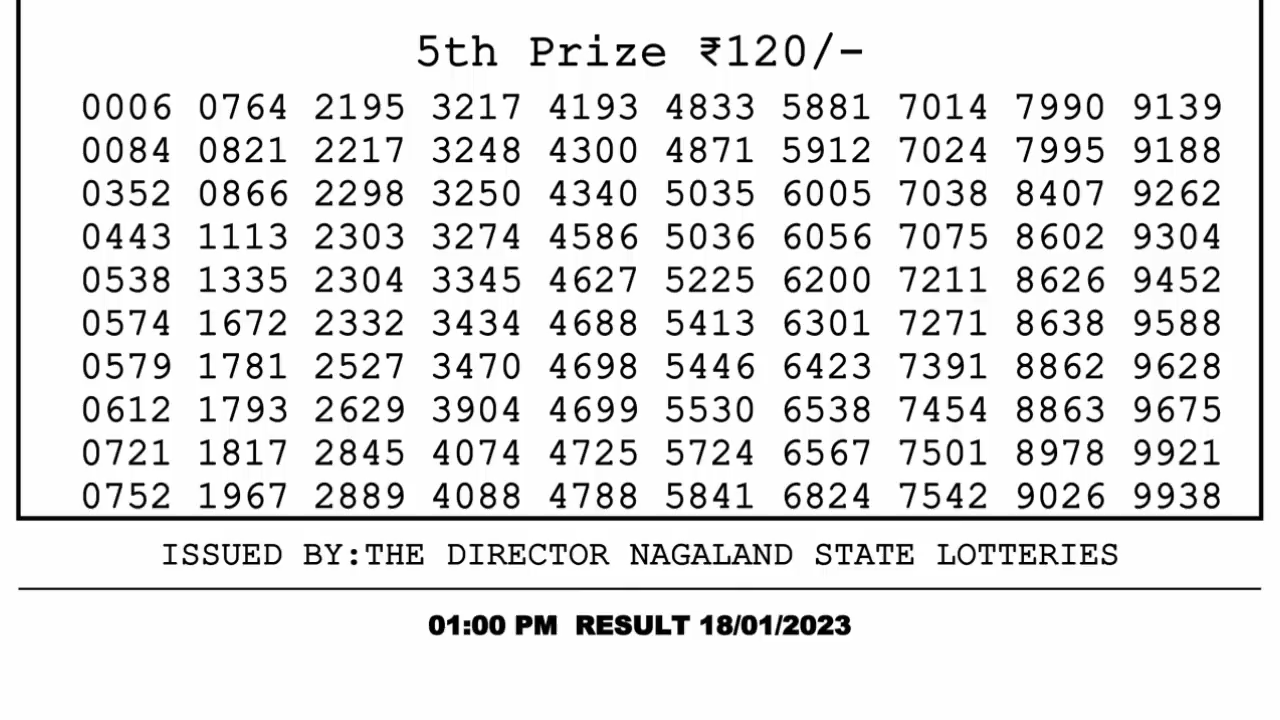 5th Prize ₹120/-
0006 0764 2195 3217 4193 4833 5881 7014 7990 9139
0084 0821 2217 3248 4300 4871 5912 7024 7995 9188
0352 0866 2298 3250 4340 5035 6005 7038 8407 9262
0443 1113 2303 3274 4586 5036 6056 7075 8602 9304
0538 1335 2304 3345 4627 5225 6200 7211 8626 9452
0574 1672 2332 3434 4688 5413 6301 7271 8638 9588
0579 1781 2527 3470 4698 5446 6423 7391 8862 9628
0612 1793 2629 3904 4699 5530 6538 7454 8863 9675
0721 1817 2845 4074 4725 5724 6567 7501 8978 9921
0752 1967 2889 4088 4788 5841 6824 7542 9026 9938
ISSUED BY:THE DIRECTOR NAGALAND STATE LOTTERIES
01:00 PM RESULT 18/01/2023